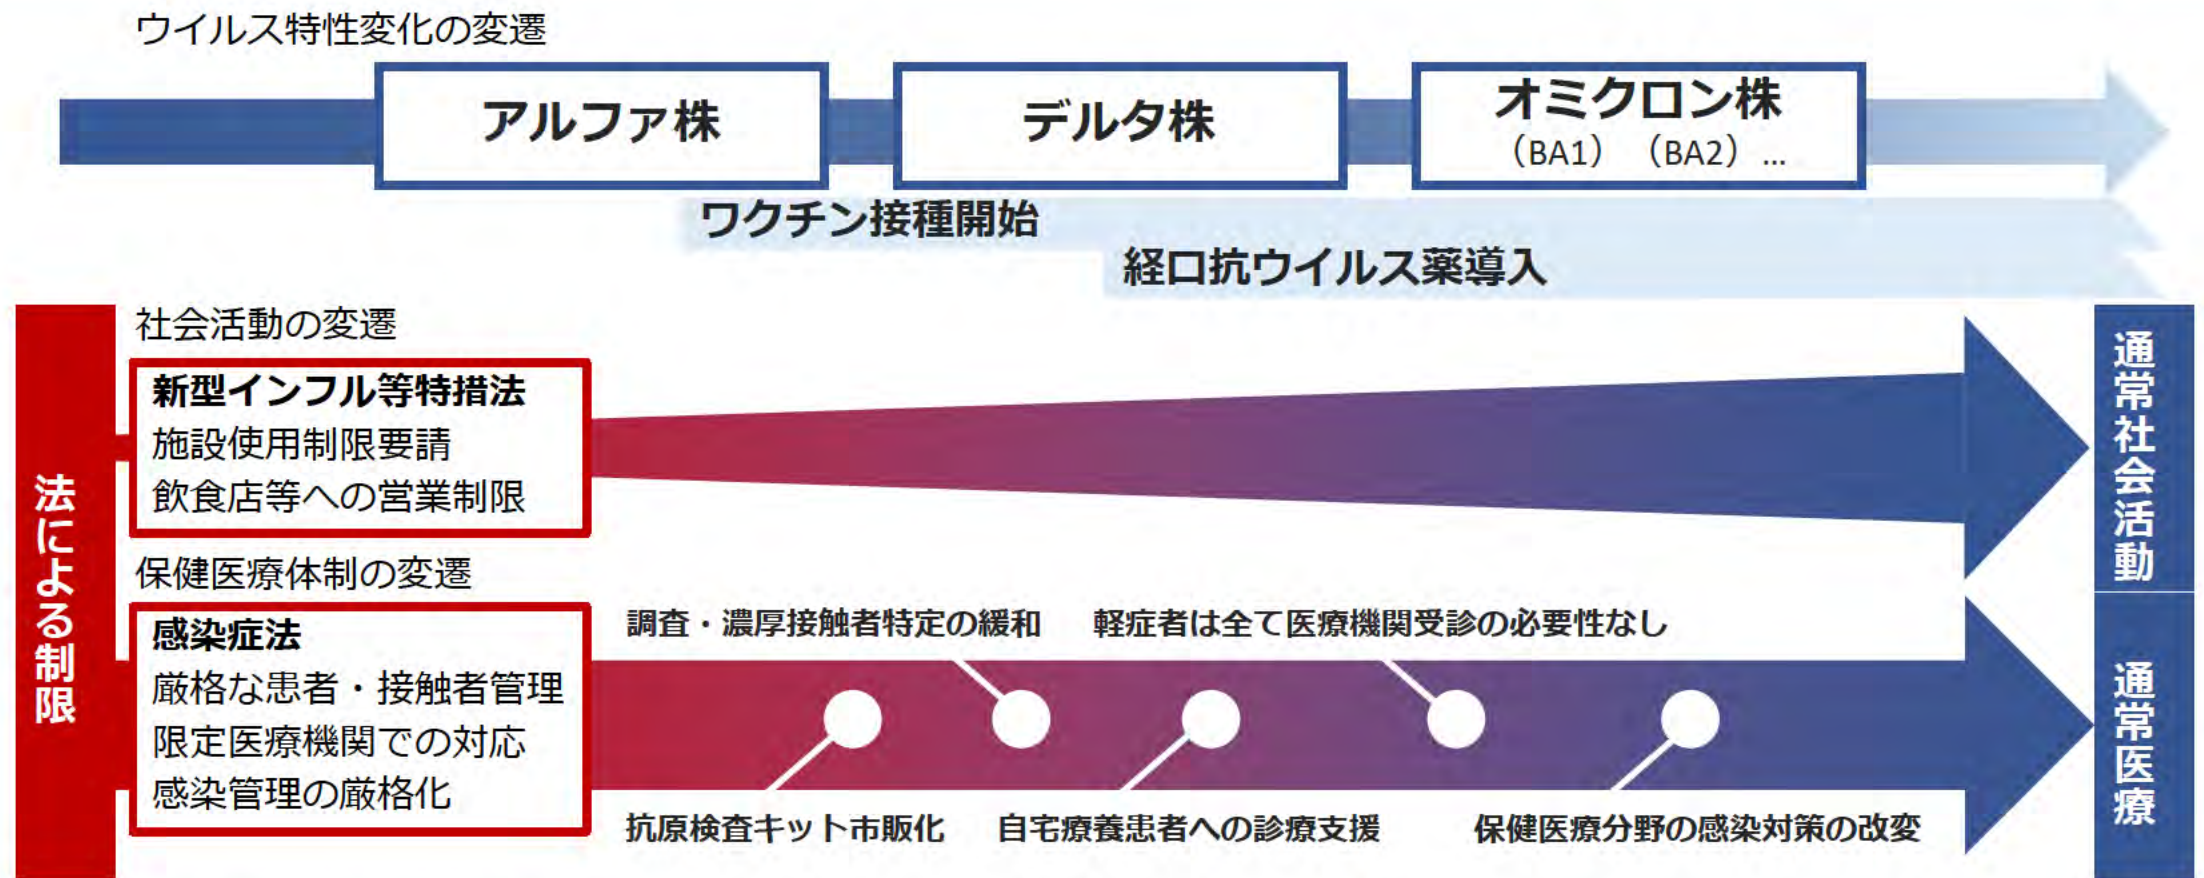 ウイルス特性変化の変遷
アルファ株
デルタ株
オミクロン株
（BA1）（BA2）...
ワクチン接種開始
経口抗ウイルス薬導入
法による制限
社会活動の変遷
新型インフル等特措法
施設使用制限要請
飲食店等への営業制限
通常社会活動
保健医療体制の変遷
感染症法
厳格な患者・接触者管理
限定医療機関での対応
感染管理の厳格化
調査・濃厚接触者特定の緩和
軽症者は全て医療機関受診の必要性なし
抗原検査キット市販化
自宅療養患者への診療支援
保健医療分野の感染対策の改変
通常医療